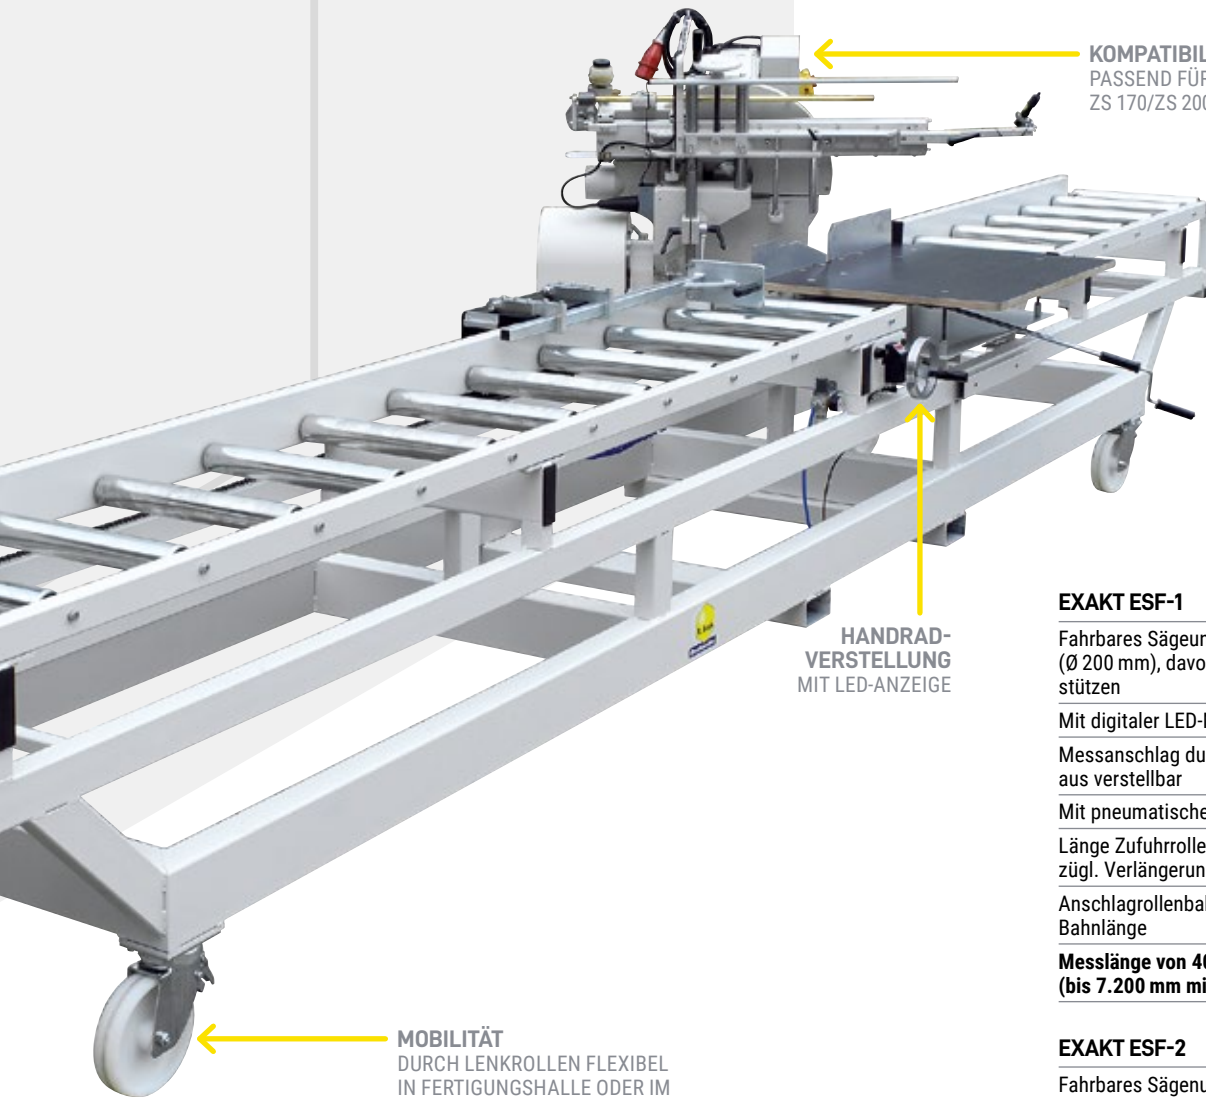 KOMPATIBIL
PASSEND FÜR
ZS 170/ZS 200
HANDRAD-
VERSTELLUNG
MIT LED-ANZEIGE
MOBILITÄT
DURCH LENKROLLEN FLEXIBEL
IN FERTIGUNGSHALLE ODER IM
EXAKT ESF-1
Fahrbares Sägeun
(Ø 200 mm), davo
stützen
Mit digitaler LED-
Messanschlag du
aus verstellbar
Mit pneumatische
Länge Zufuhrrolle
zügl. Verlängerun
Anschlagrollenbal
Bahnlänge
Messlänge von 4
(bis 7.200 mm mi
EXAKT ESF-2
Fahrbares Sägenu